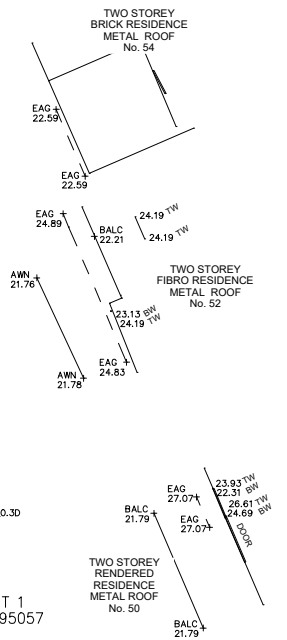 TWO STOREY
BRICK RESIDENCE
METAL ROOF
No. 54
EAG
22.59
EAG
22.59
EAG
24.89
BALC
22.21
24.19 TW
24.19 TW
AWN
21.76
TWO STOREY
FIBRO RESIDENCE
METAL ROOF
No. 52
23.13 BW
24.19 TW
EAG
24.83
AWN
21.78
23.93 TW
22.31 BW
EAG
27.07
26.61 TW
24.69 BW
BALC
21.79
0.3D
EAG
27.07
DOOR
TWO STOREY
RENDERED
RESIDENCE
METAL ROOF
No. 50
T 1
95057
BALC
21.79